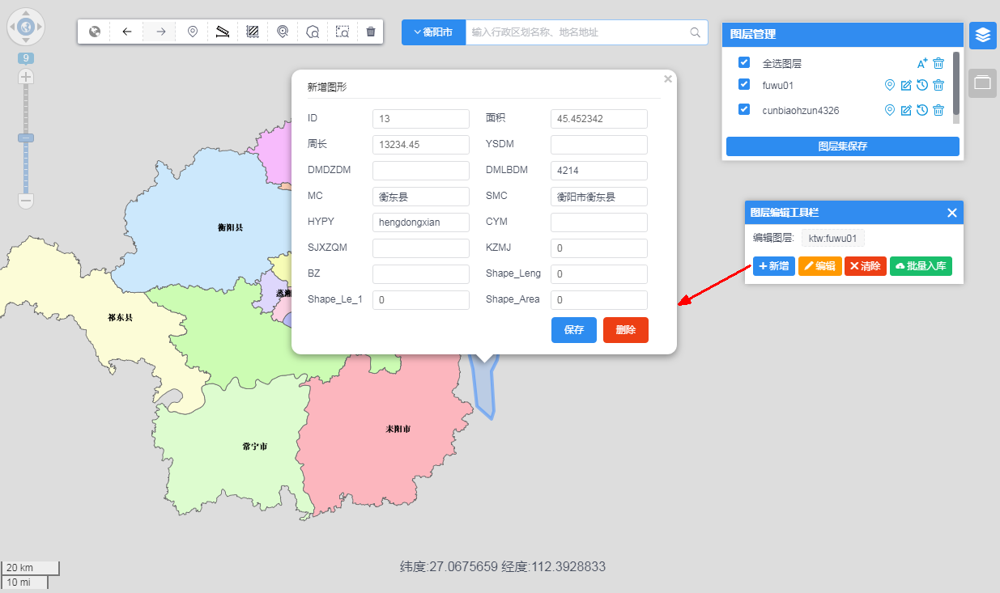 9
衡阳市 输入行政区划名称、地名地址
图层管理
全选图层 A+
fuwu01
cunbiaohzun4326
图层集保存
新增图形
ID 13 面积 45.452342
周长 13234.45 YSDM
DMDZDM DMLBDM 4214
MC 衡东县 SMC 衡阳市衡东县
HYPY hengdongxian CYM
SJXZQM KZMJ 0
BZ Shape_Leng 0
Shape_Le_1 0 Shape_Area 0
保存 删除
图层编辑工具栏
编辑图层: ktw:fuwu01
新增 编辑 清除 批量入库
衡阳县
蒸湘
祁东县
耒阳市
常宁市
纬度:27.0675659 经度:112.3928833
20 km
10 mi